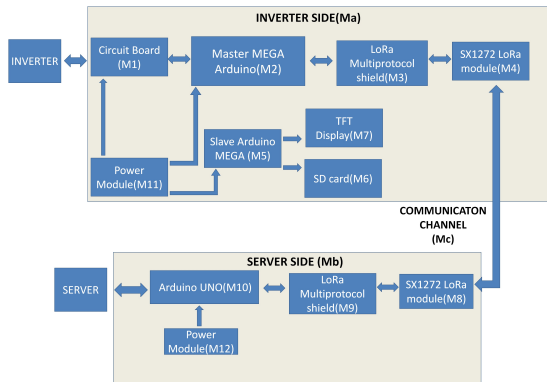 INVERTER SIDE(Ma)
INVERTER
Circuit Board
(M1)
Master MEGA
Arduino(M2)
LoRa
Multiprotocol
shield(M3)
SX1272 LoRa
module(M4)
Power
Module(M11)
Slave Arduino
MEGA (M5)
TFT
Display(M7)
SD card(M6)
COMMUNICATON
CHANNEL
(Mc)
SERVER SIDE (Mb)
SERVER
Arduino UNO(M10)
LoRa
Multiprotocol
shield(M9)
SX1272 LoRa
module(M8)
Power
Module(M12)